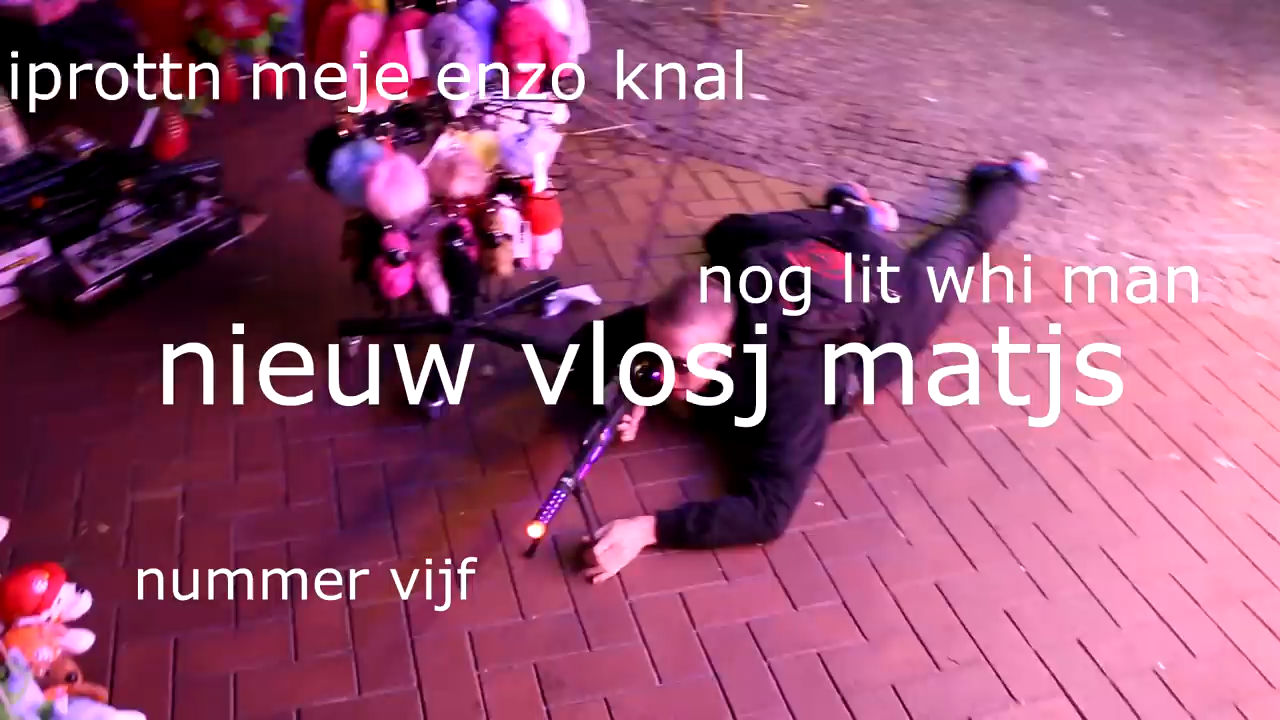 iprottn meje enzo knal
nog lit whi man
nieuw vlosj matjs
nummer vijf